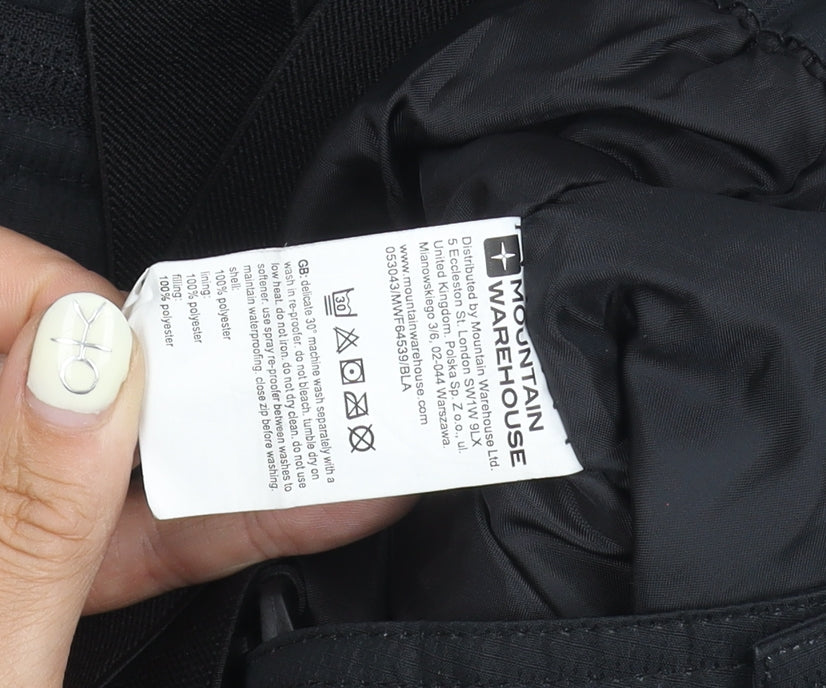 MOUNTAIN
WAREHOUSE
Distributed by Mountain Warehouse Ltd.
5 Eccleston St. London SW1W 9LX
United Kingdom. Polska Sp. Z o.o., ul.
Mianowskiego 3/6, 02-044 Warszawa.
www.mountainwarehouse.com
053043/MWF64539/BLA
30
GB: delicate 30° machine wash separately with a
wash in re-proofer. do not bleach. tumble dry on
low heat. do not iron. do not dry clean. do not use
softener. use spray re-proofer between washes to
maintain waterproofing. close zip before washing.
shell:
100% polyester
lining:
100% polyester
filling:
100% polyester